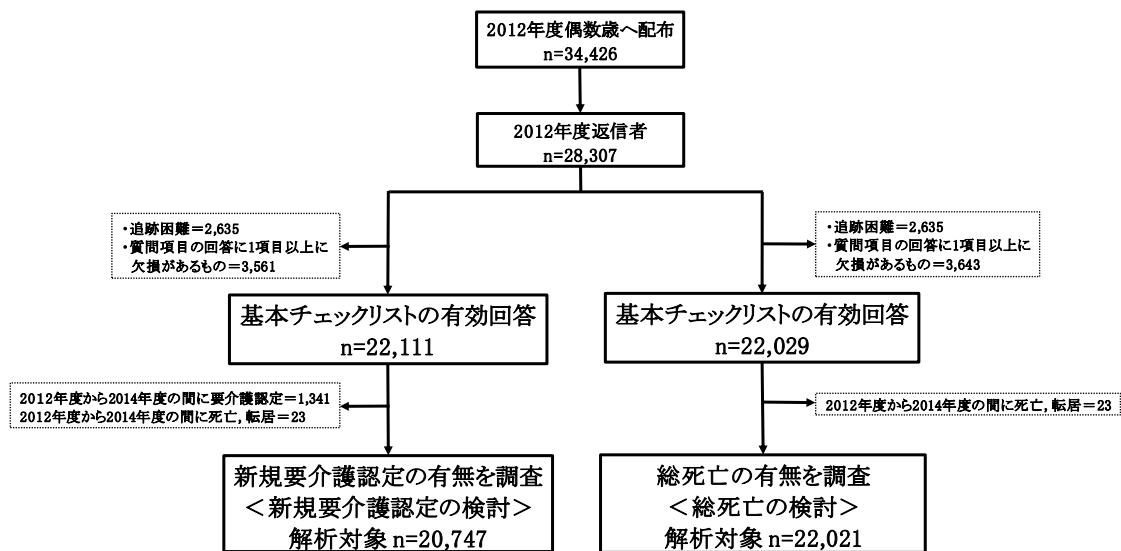 2012年度偶数歳へ配布
n=34,426
2012年度返信者
n=28,307
・追跡困難＝2,635
・質問項目の回答に1項目以上に
欠損があるもの＝3,561
・追跡困難＝2,635
・質問項目の回答に1項目以上に
欠損があるもの＝3,643
基本チェックリストの有効回答
n=22,111
基本チェックリストの有効回答
n=22,029
2012年度から2014年度の間に要介護認定＝1,341
2012年度から2014年度の間に死亡，転居＝23
2012年度から2014年度の間に死亡，転居＝23
新規要介護認定の有無を調査
＜新規要介護認定の検討＞
解析対象 n=20,747
総死亡の有無を調査
＜総死亡の検討＞
解析対象 n=22,021